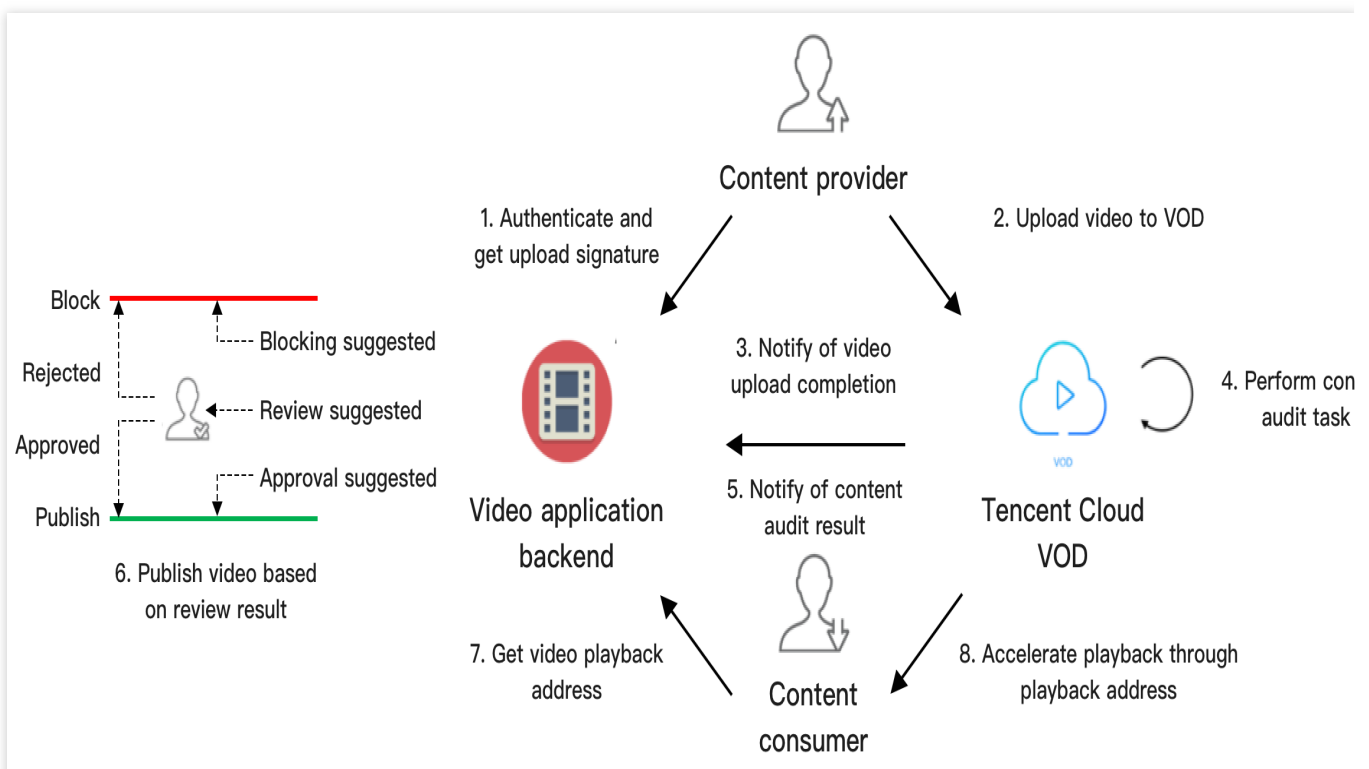 Content provider
1. Authenticate and
get upload signature
2. Upload video to VOD
Block
Blocking suggested
Rejected
Review suggested
Approved
Approval suggested
Publish
6. Publish video based
on review result
3. Notify of video
upload completion
4. Perform
audit task
VOD
5. Notify of content
audit result
Video application
backend
Tencent Cloud
VOD
7. Get video playback
address
8. Accelerate playback through
playback address
Content
consumer